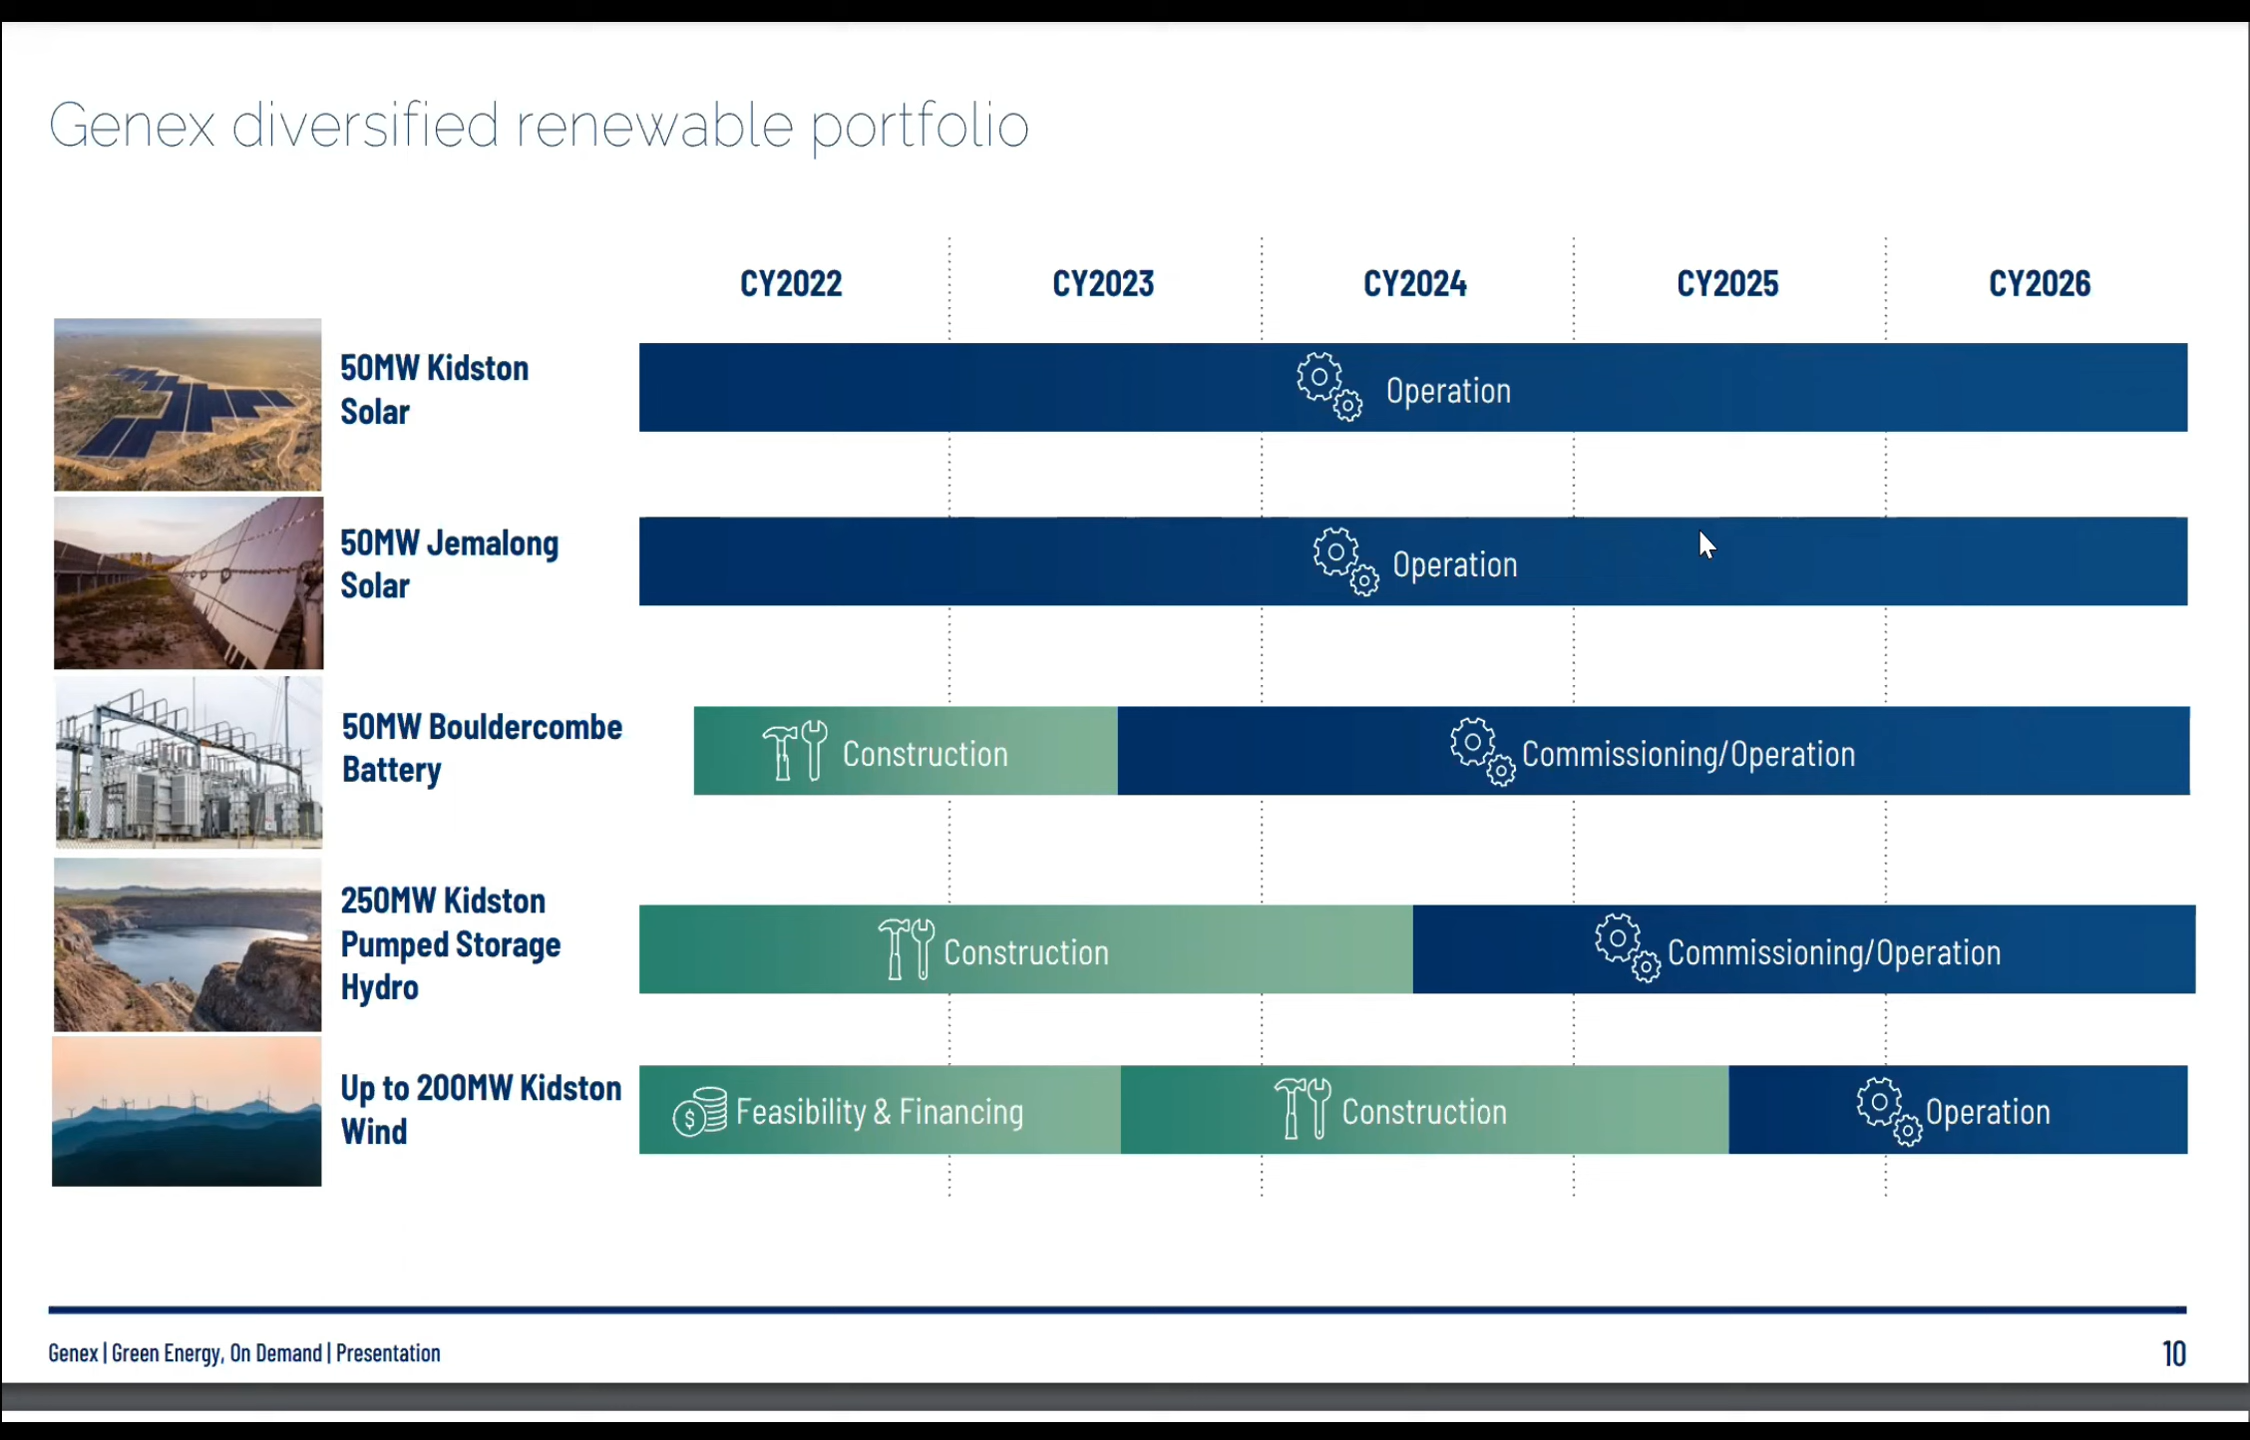 Genex diversified renewable portfolio
CY2022 CY2023 CY2024 CY2025 CY2026
50MW Kidston
Solar
Operation
50MW Jemalong
Solar
Operation
50MW Bouldercombe
Battery
Construction
Commissioning/Operation
250MW Kidston
Pumped Storage
Hydro
Construction
Commissioning/Operation
Up to 200MW Kidston
Wind
$ Feasibility & Financing
Construction
Operation
Genex | Green Energy, On Demand | Presentation
10